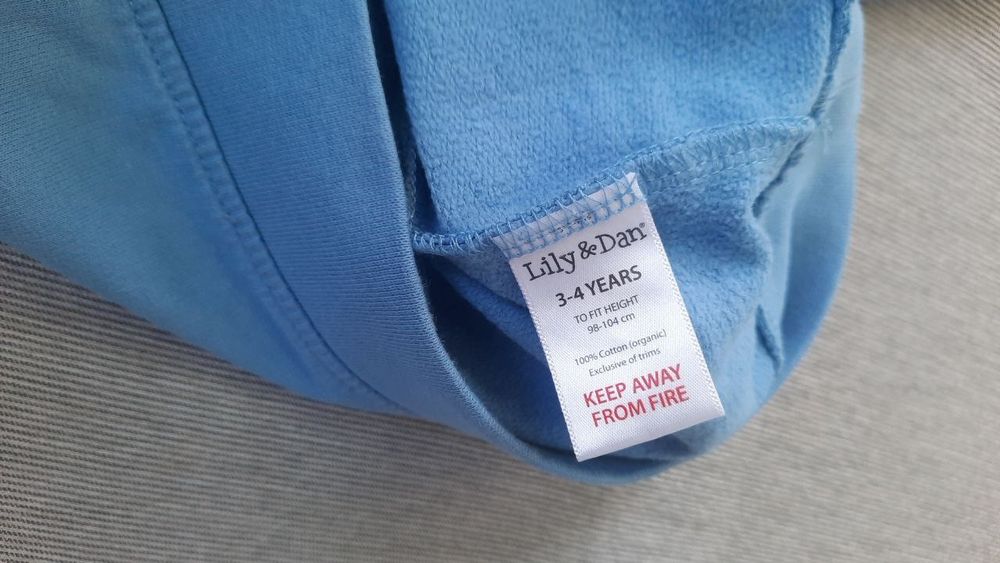 Lily & Dan®
3-4 YEARS
TO FIT HEIGHT
98-104 cm
100% Cotton (organic)
Exclusive of trims
KEEP AWAY
FROM FIRE